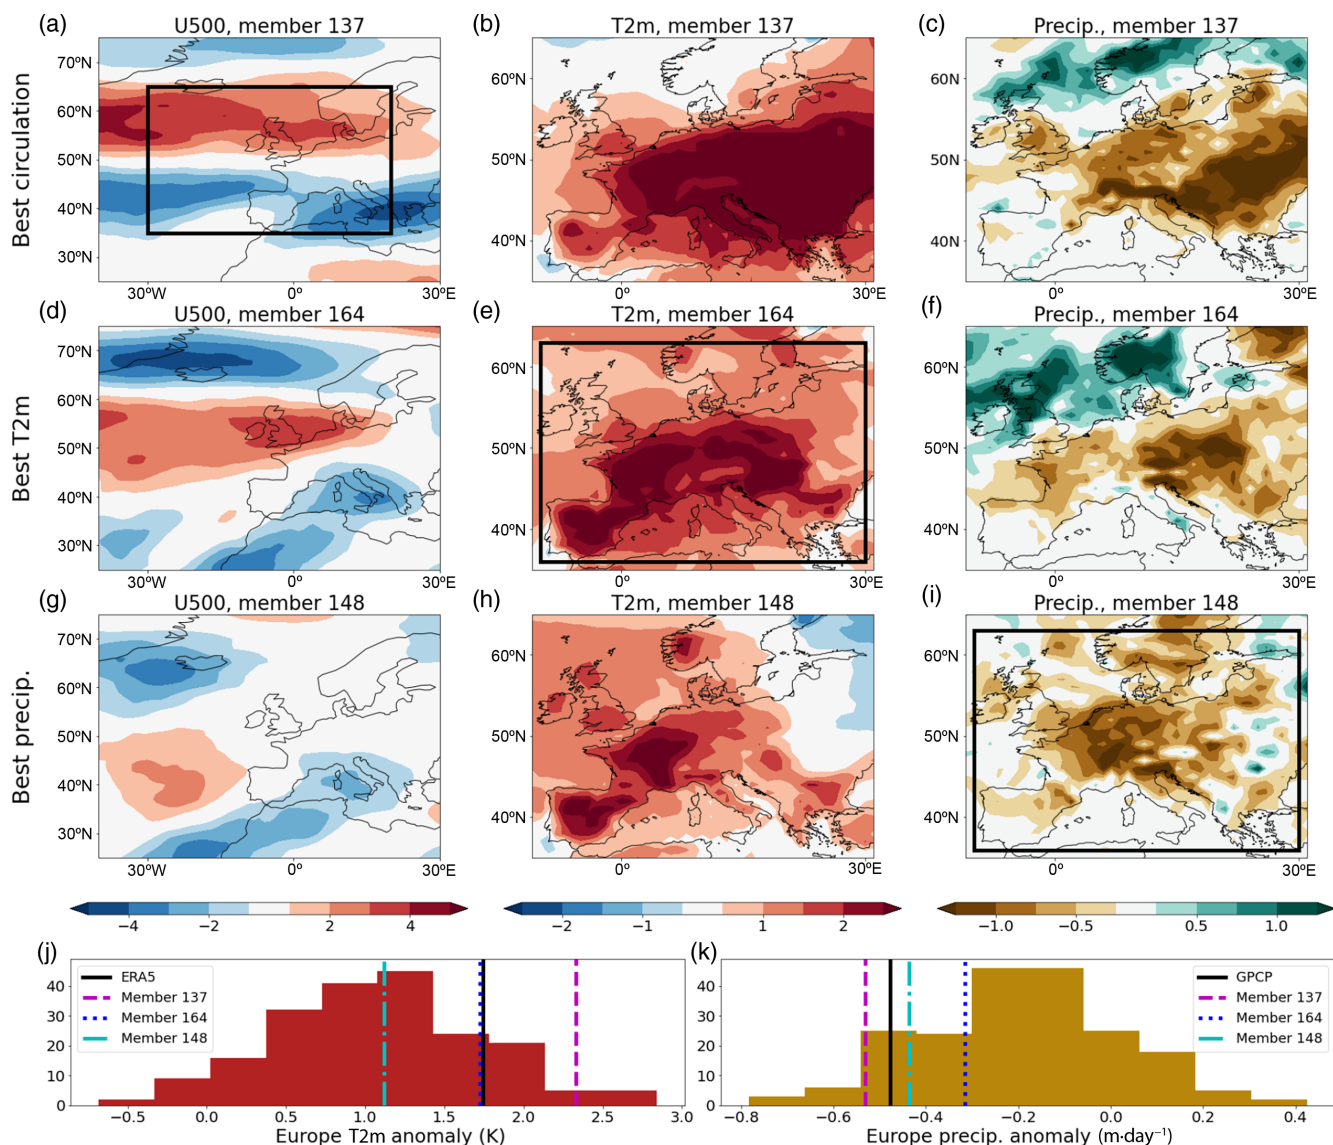 (a) U500, member 137
(b) T2m, member 137
(c) Precip., member 137
Best circulation
70ºN
60ºN
50ºN
40ºN
30ºN
30ºW 0º 30ºE
60ºN
50ºN
40ºN
0º 30ºE
60ºN
50ºN
40ºN
0º 30ºE
(d) U500, member 164
(e) T2m, member 164
(f) Precip., member 164
Best T2m
70ºN
60ºN
50ºN
40ºN
30ºN
30ºW 0º 30ºE
60ºN
50ºN
40ºN
0º 30ºE
60ºN
50ºN
40ºN
0º 30ºE
(g) U500, member 148
(h) T2m, member 148
(i) Precip., member 148
Best precip.
70ºN
60ºN
50ºN
40ºN
30ºN
0º 30ºE
60ºN
50ºN
40ºN
0º 30ºE
60ºN
50ºN
40ºN
0º 30ºE
−4 −2 0 2 4
−2 −1 0 1 2
−1.0 −0.5 0.0 0.5 1.0
(j)
40
30
20
10
0
ERA5
Member 137
Member 164
Member 148
−0.5 0.0 0.5 1.0 1.5 2.0 2.5 3.0
Europe T2m anomaly (K)
(k)
40
30
20
10
0
GPCP
Member 137
Member 164
Member 148
−0.8 −0.6 −0.4 −0.2 0.0 0.2 0.4
Europe precip. anomaly (m·day⁻¹)